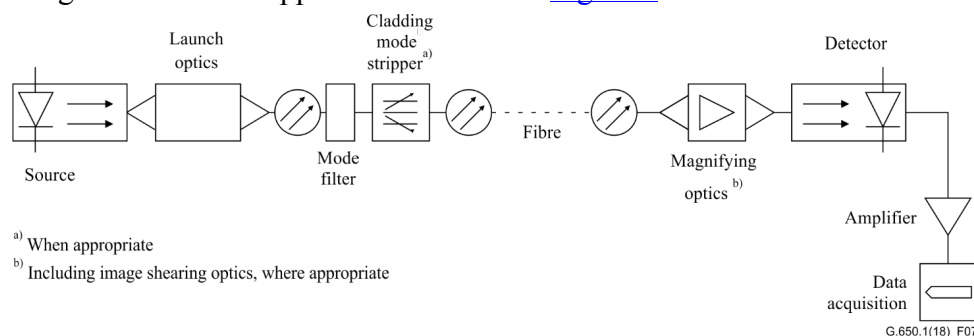 Launch
optics
Cladding
mode
stripper a)
Detector
Source
Mode
filter
Fibre
Magnifying
optics b)
Amplifier
Data
acquisition
a) When appropriate
b) Including image shearing optics, where appropriate
G.650.1(18)_F07